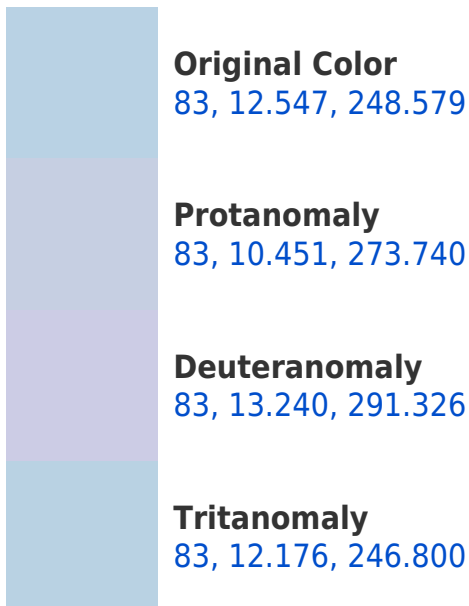 Original Color
83, 12.547, 248.579
Protanomaly
83, 10.451, 273.740
Deuteranomaly
83, 13.240, 291.326
Tritanomaly
83, 12.176, 246.800